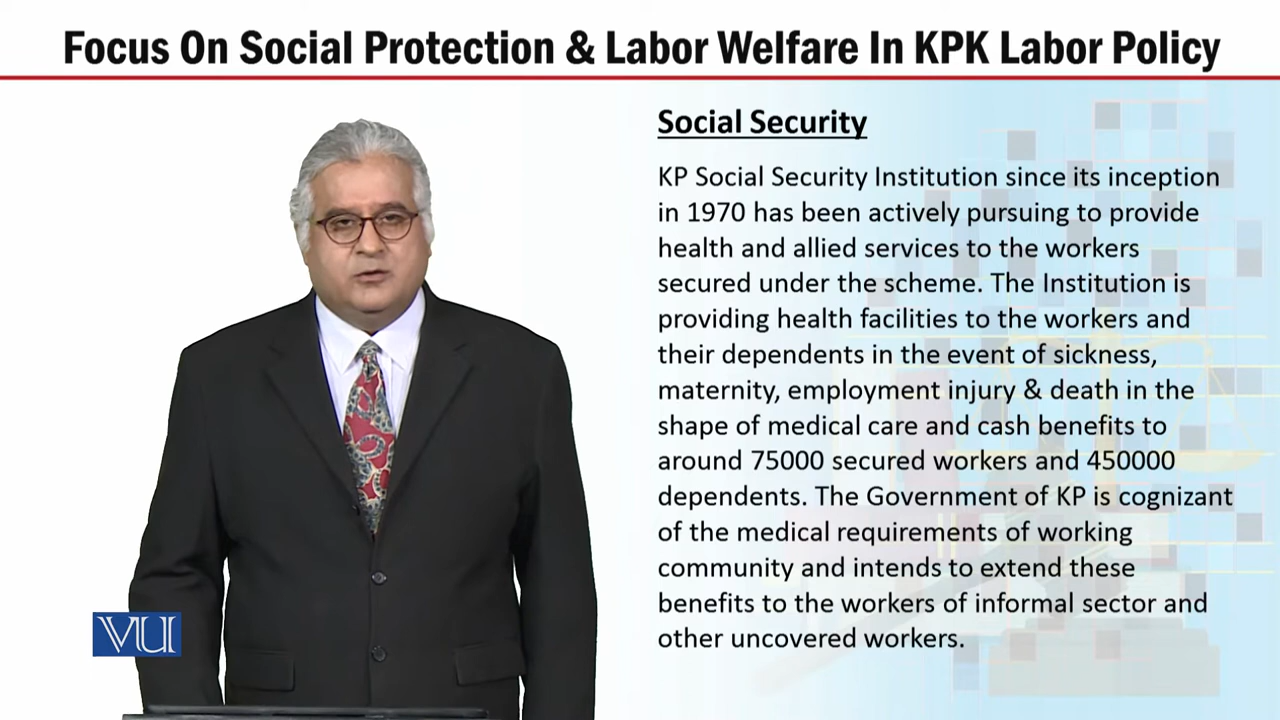 Focus On Social Protection & Labor Welfare In KPK Labor Policy
Social Security
KP Social Security Institution since its inception
in 1970 has been actively pursuing to provide
health and allied services to the workers
secured under the scheme. The Institution is
providing health facilities to the workers and
their dependents in the event of sickness,
maternity, employment injury & death in the
shape of medical care and cash benefits to
around 75000 secured workers and 450000
dependents. The Government of KP is cognizant
of the medical requirements of working
community and intends to extend these
benefits to the workers of informal sector and
other uncovered workers.
VU